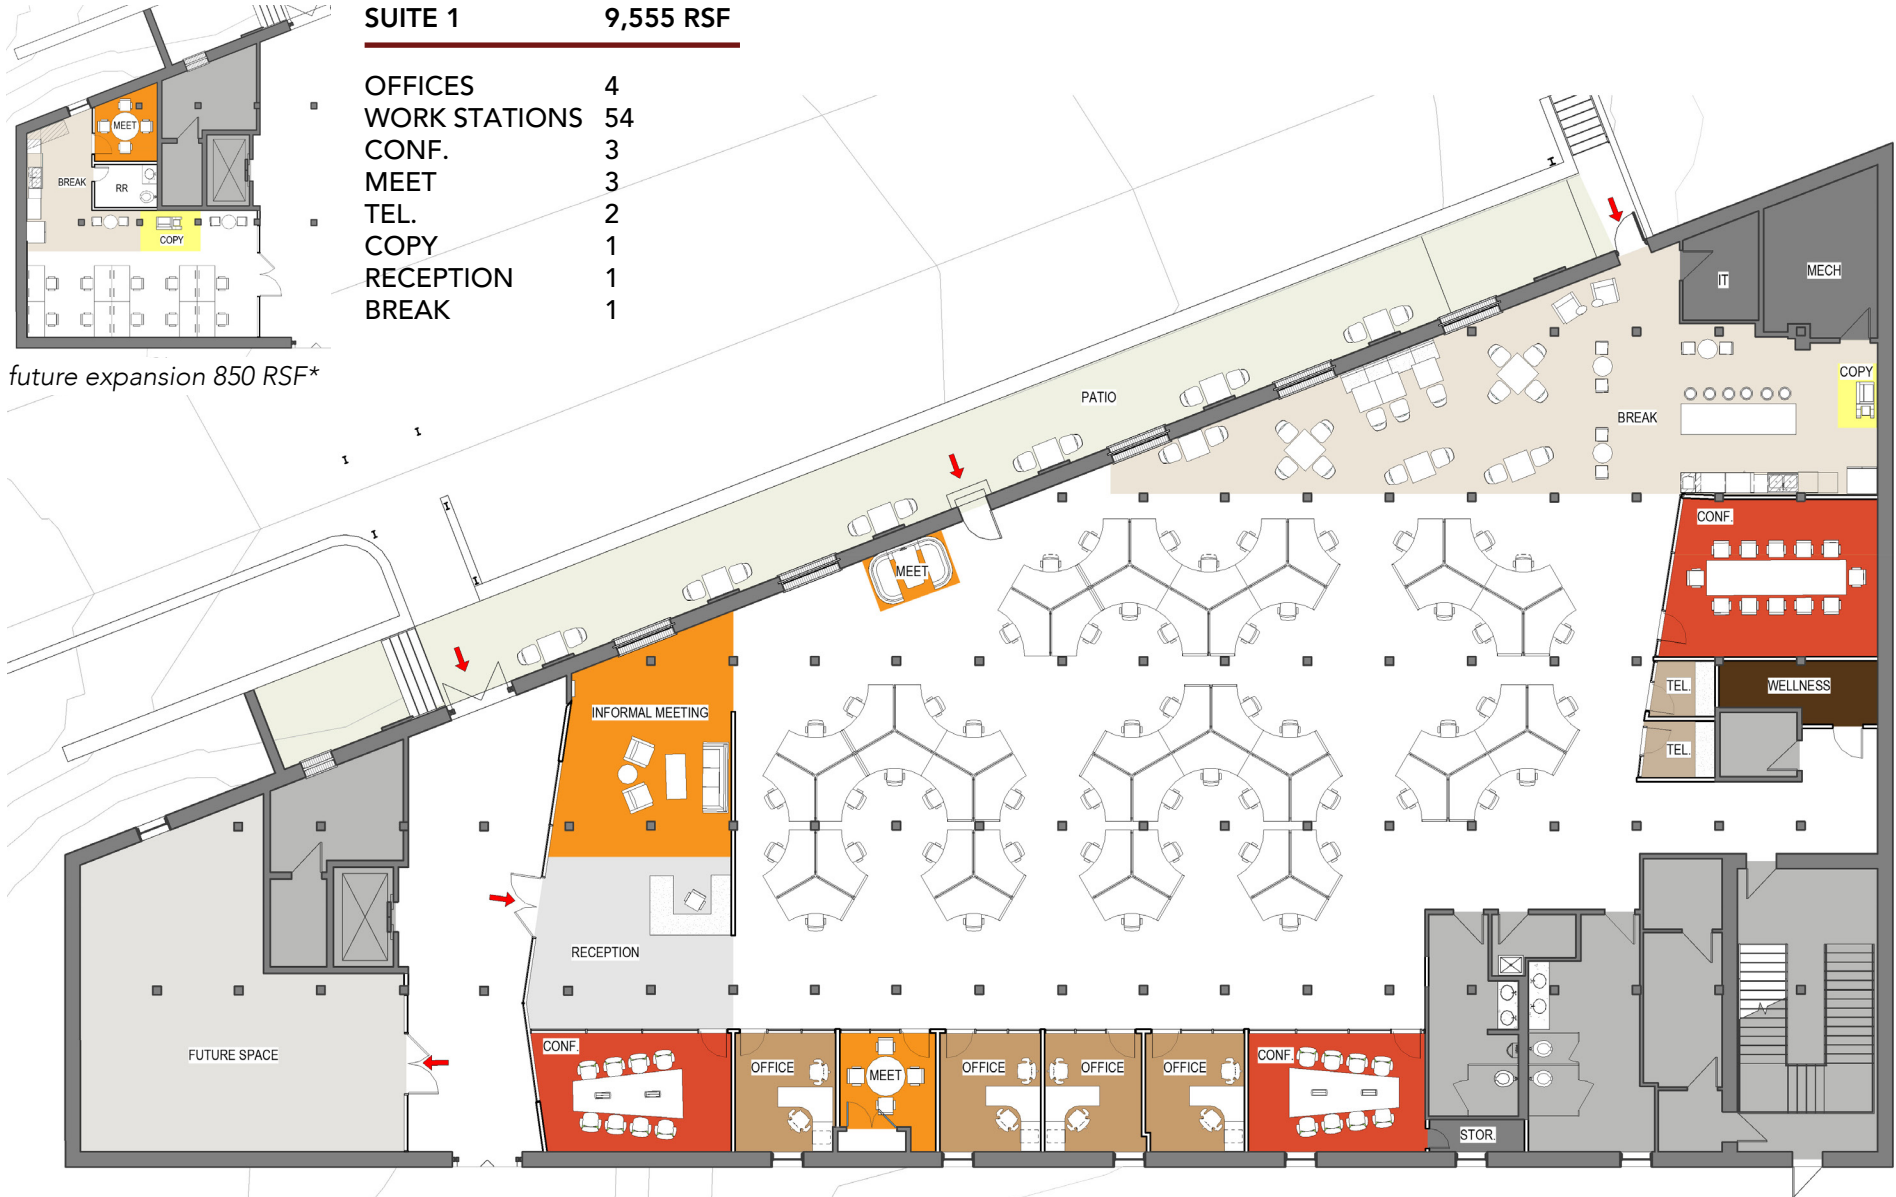 SUITE 1 9,555 RSF
OFFICES 4
WORK STATIONS 54
CONF. 3
MEET 3
TEL. 2
COPY 1
RECEPTION 1
BREAK 1
MEET
BREAK
RR
COPY
future expansion 850 RSF*
IT
MECH
PATIO
COPY
BREAK
CONF.
MEET
TEL.
WELLNESS
INFORMAL MEETING
TEL.
RECEPTION
FUTURE SPACE
CONF.
OFFICE
MEET
OFFICE
OFFICE
OFFICE
CONF.
STOR.